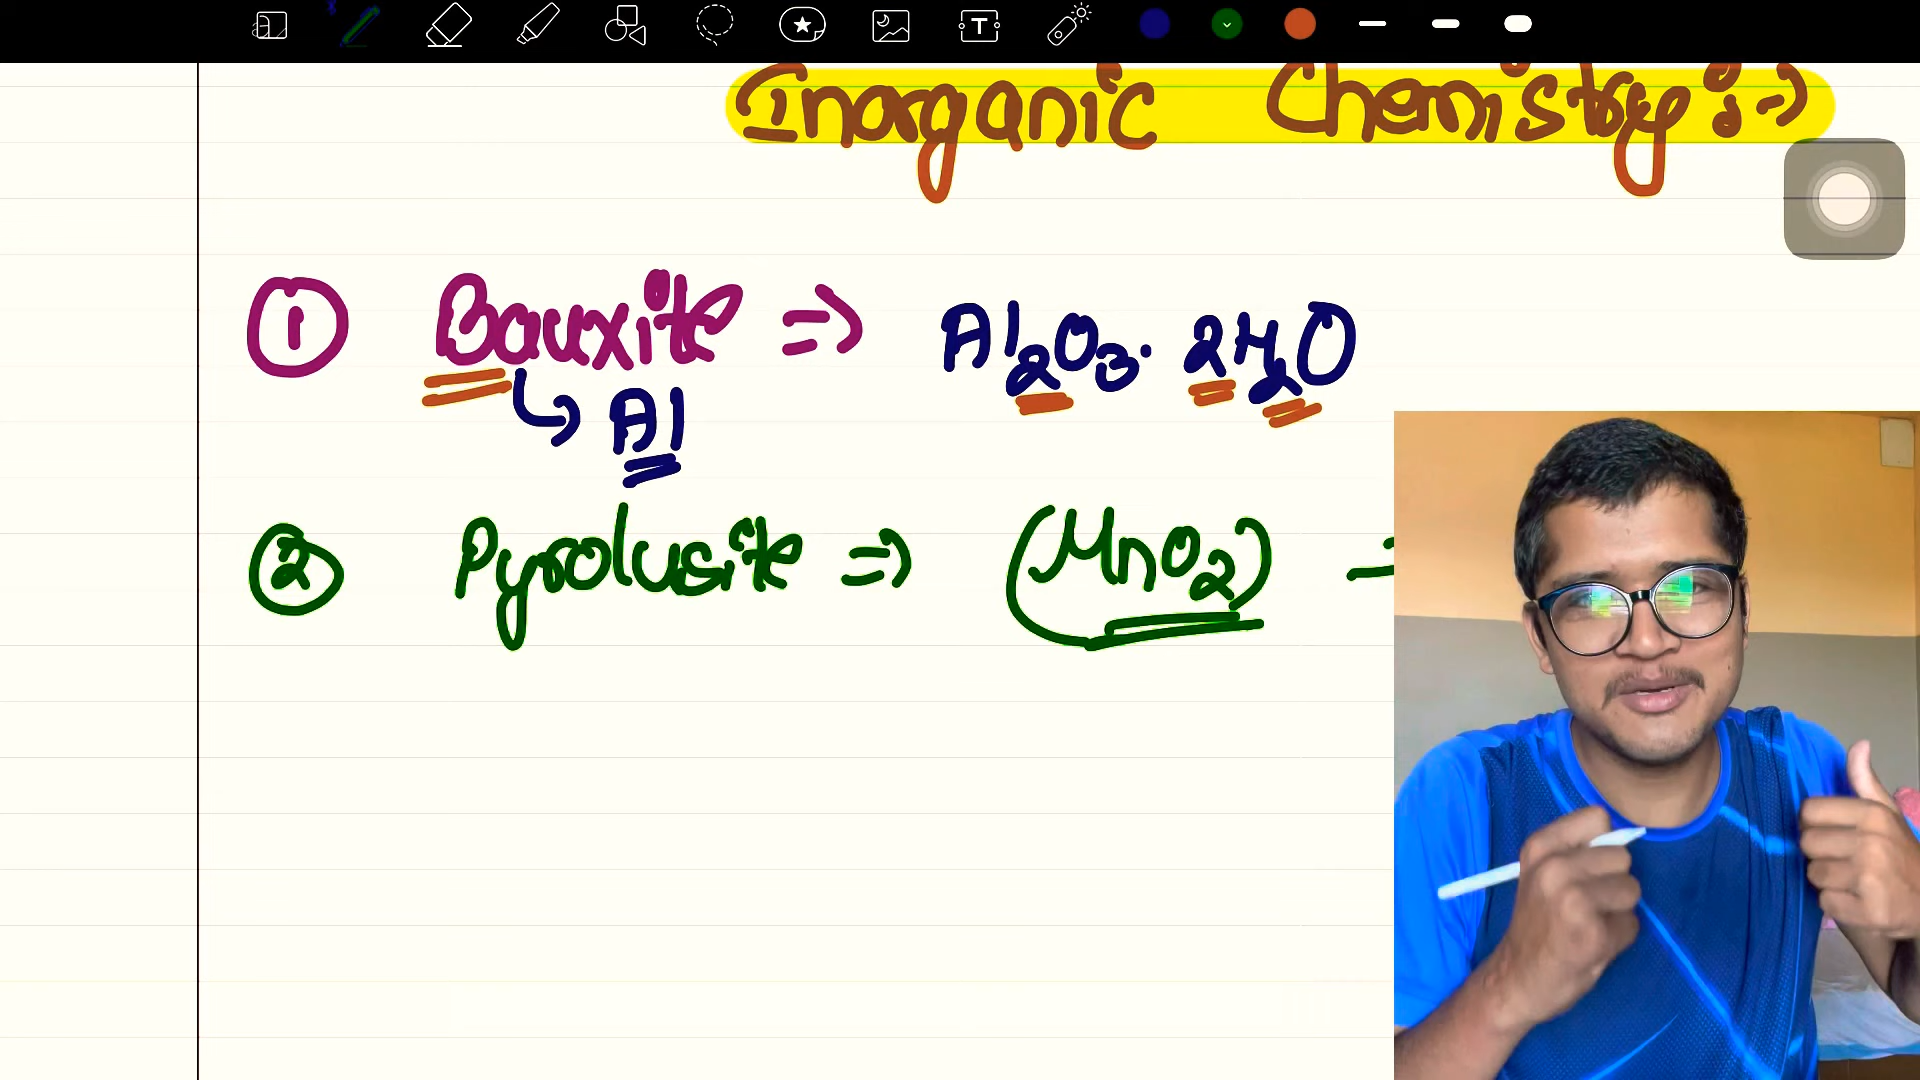 Inorganic Chemistry :->
① Bauxite => Al₂O₃· 2H₂O
↳ Al
② Pyrolusite => (MnO₂) =